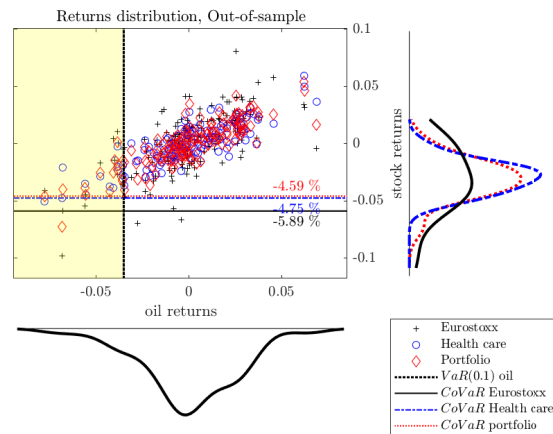 Returns distribution, Out-of-sample
0.1
0.05
0
-0.05
-0.1
stock returns
-4.59 %
-4.75 %
-5.89 %
-0.05
0
0.05
oil returns
Eurostoxx
Health care
Portfolio
VaR(0.1) oil
CoVaR Eurostoxx
CoVaR Health care
CoVaR portfolio